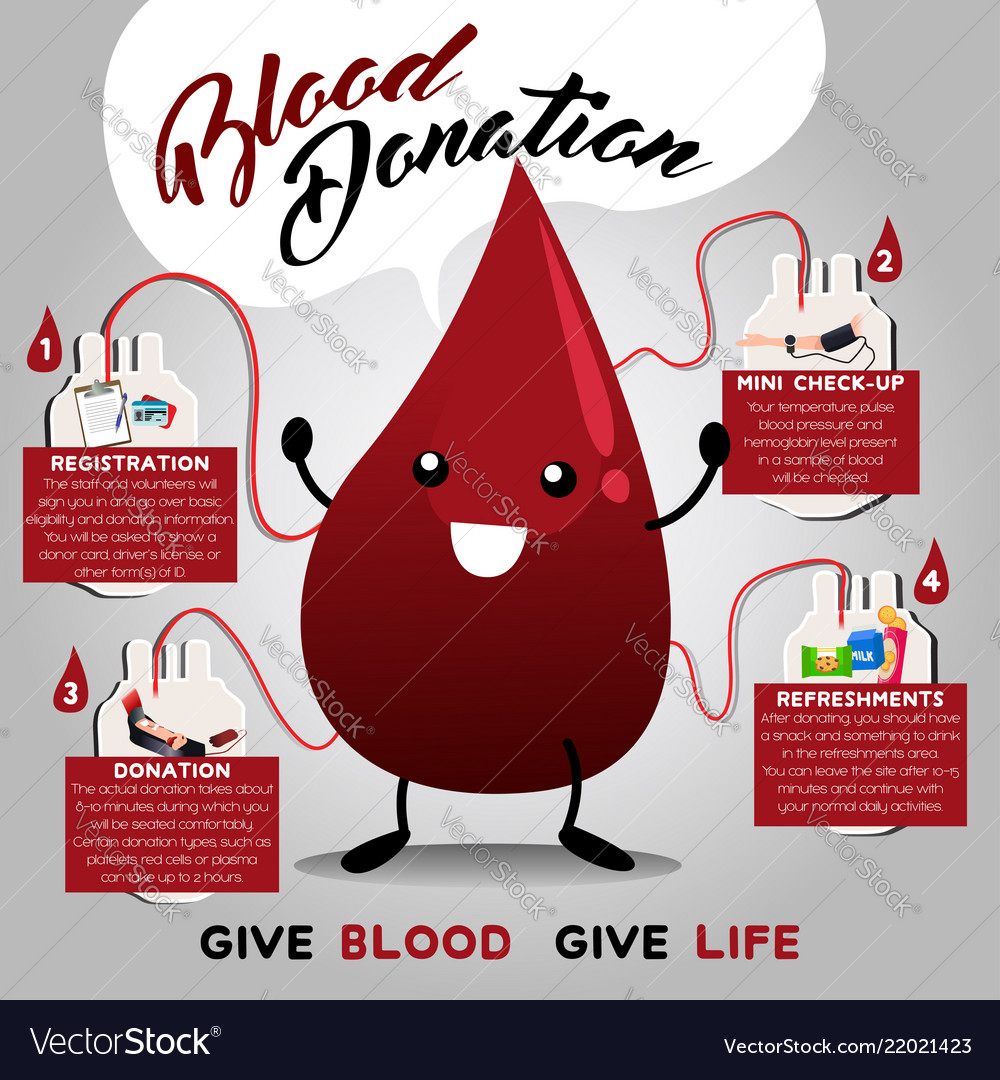 Blood
Donation
1
REGISTRATION
The staff and volunteers will
sign you in and go over basic
eligibility and donation information.
You will be asked to show a
donor card, driver's license, or
other form(s) of ID.
2
MINI CHECK-UP
Your temperature, pulse,
blood pressure and
hemoglobin level present
in a sample of blood
will be checked.
3
DONATION
The actual donation takes about
8-10 minutes, during which you
will be seated comfortably.
Certain donation types, such as
platelets, red cells or plasma
can take up to 2 hours.
4
MILK
REFRESHMENTS
After donating, you should have
a snack and something to drink
in the refreshments area.
You can leave the site after 10-15
minutes and continue with
your normal daily activities.
GIVE BLOOD GIVE LIFE
VectorStock®
VectorStock.com/22021423